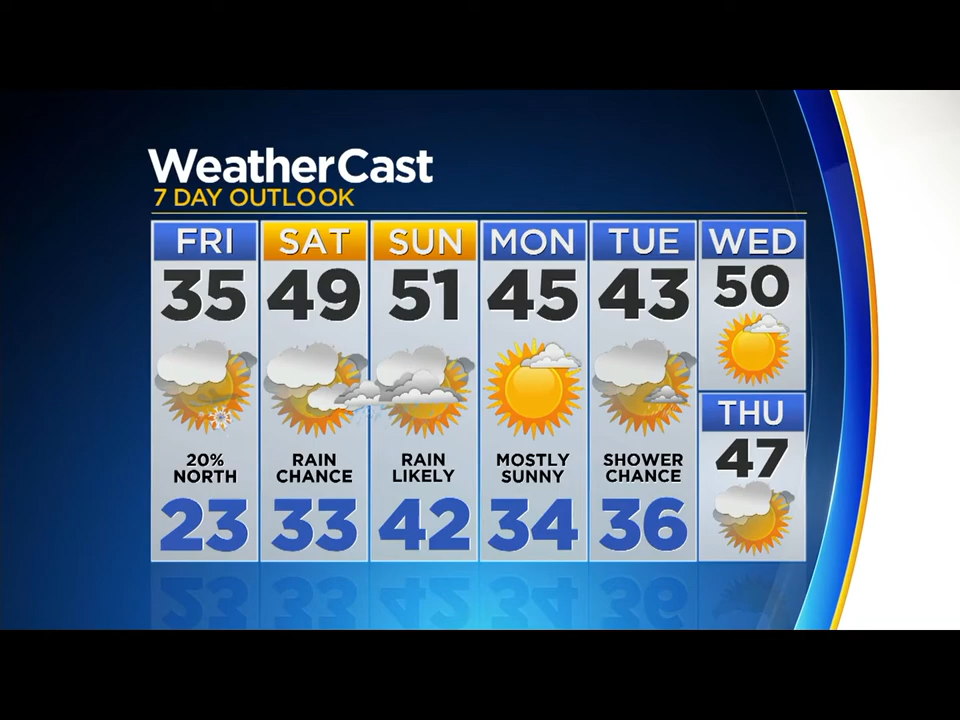 WeatherCast
7 DAY OUTLOOK
FRI
35
20%
NORTH
23
SAT
49
RAIN
CHANCE
33
SUN
51
RAIN
LIKELY
42
MON
45
MOSTLY
SUNNY
34
TUE
43
SHOWER
CHANCE
36
WED
50
THU
47